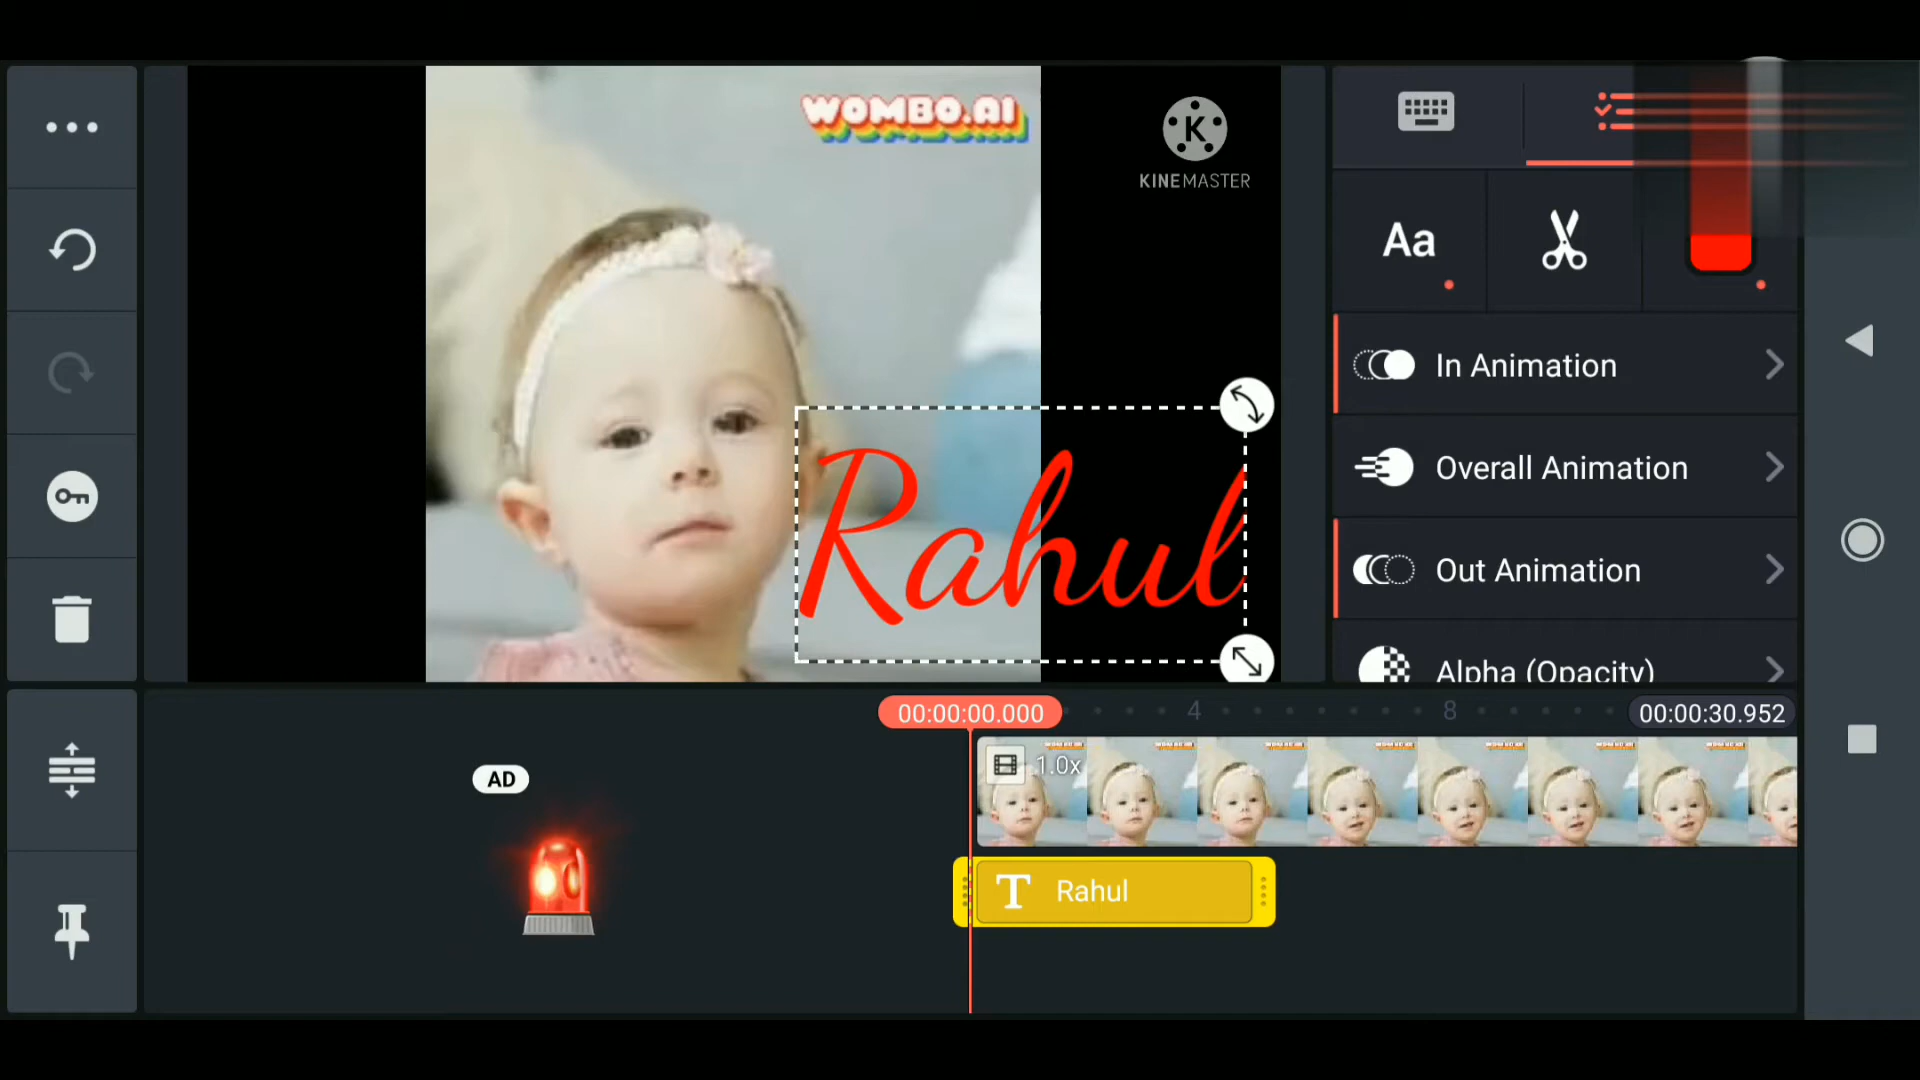 WOMBO.AI
K
KINEMASTER
Aa
In Animation
Overall Animation
Out Animation
Alpha (Opacity)
Rahul
00:00:00.000
4
8
00:00:30.952
1.0x
AD
T Rahul